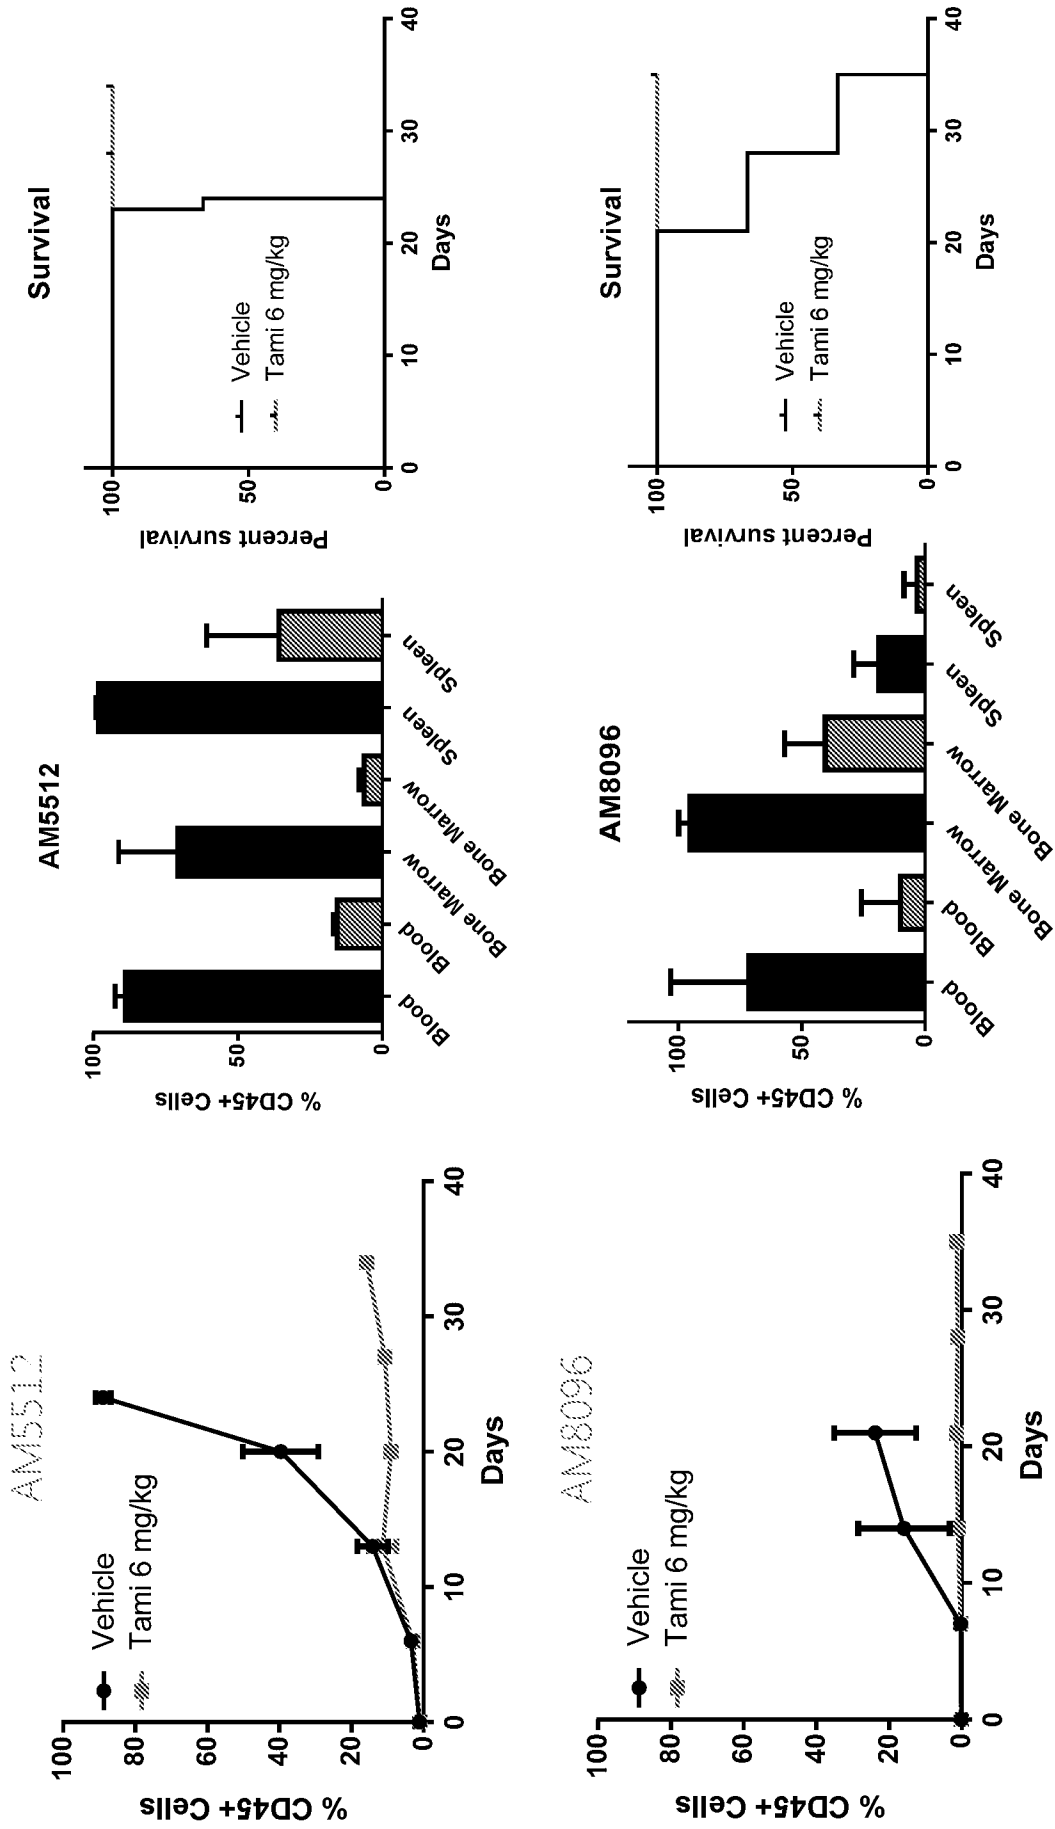 AM5512
% CD45+ Cells
100
80
60
40
20
0
Vehicle
Tami 6 mg/kg
0
10
20
30
40
Days
AM5512
% CD45+ Cells
100
50
0
Blood
Blood
Bone Marrow
Bone Marrow
Spleen
Spleen
Survival
Percent survival
100
50
0
Vehicle
Tami 6 mg/kg
0
10
20
30
40
Days
AM8096
% CD45+ Cells
100
80
60
40
20
0
Vehicle
Tami 6 mg/kg
0
10
20
30
40
Days
AM8096
% CD45+ Cells
100
50
0
Blood
Blood
Bone Marrow
Bone Marrow
Spleen
Spleen
Survival
Percent survival
100
50
0
Vehicle
Tami 6 mg/kg
0
10
20
30
40
Days